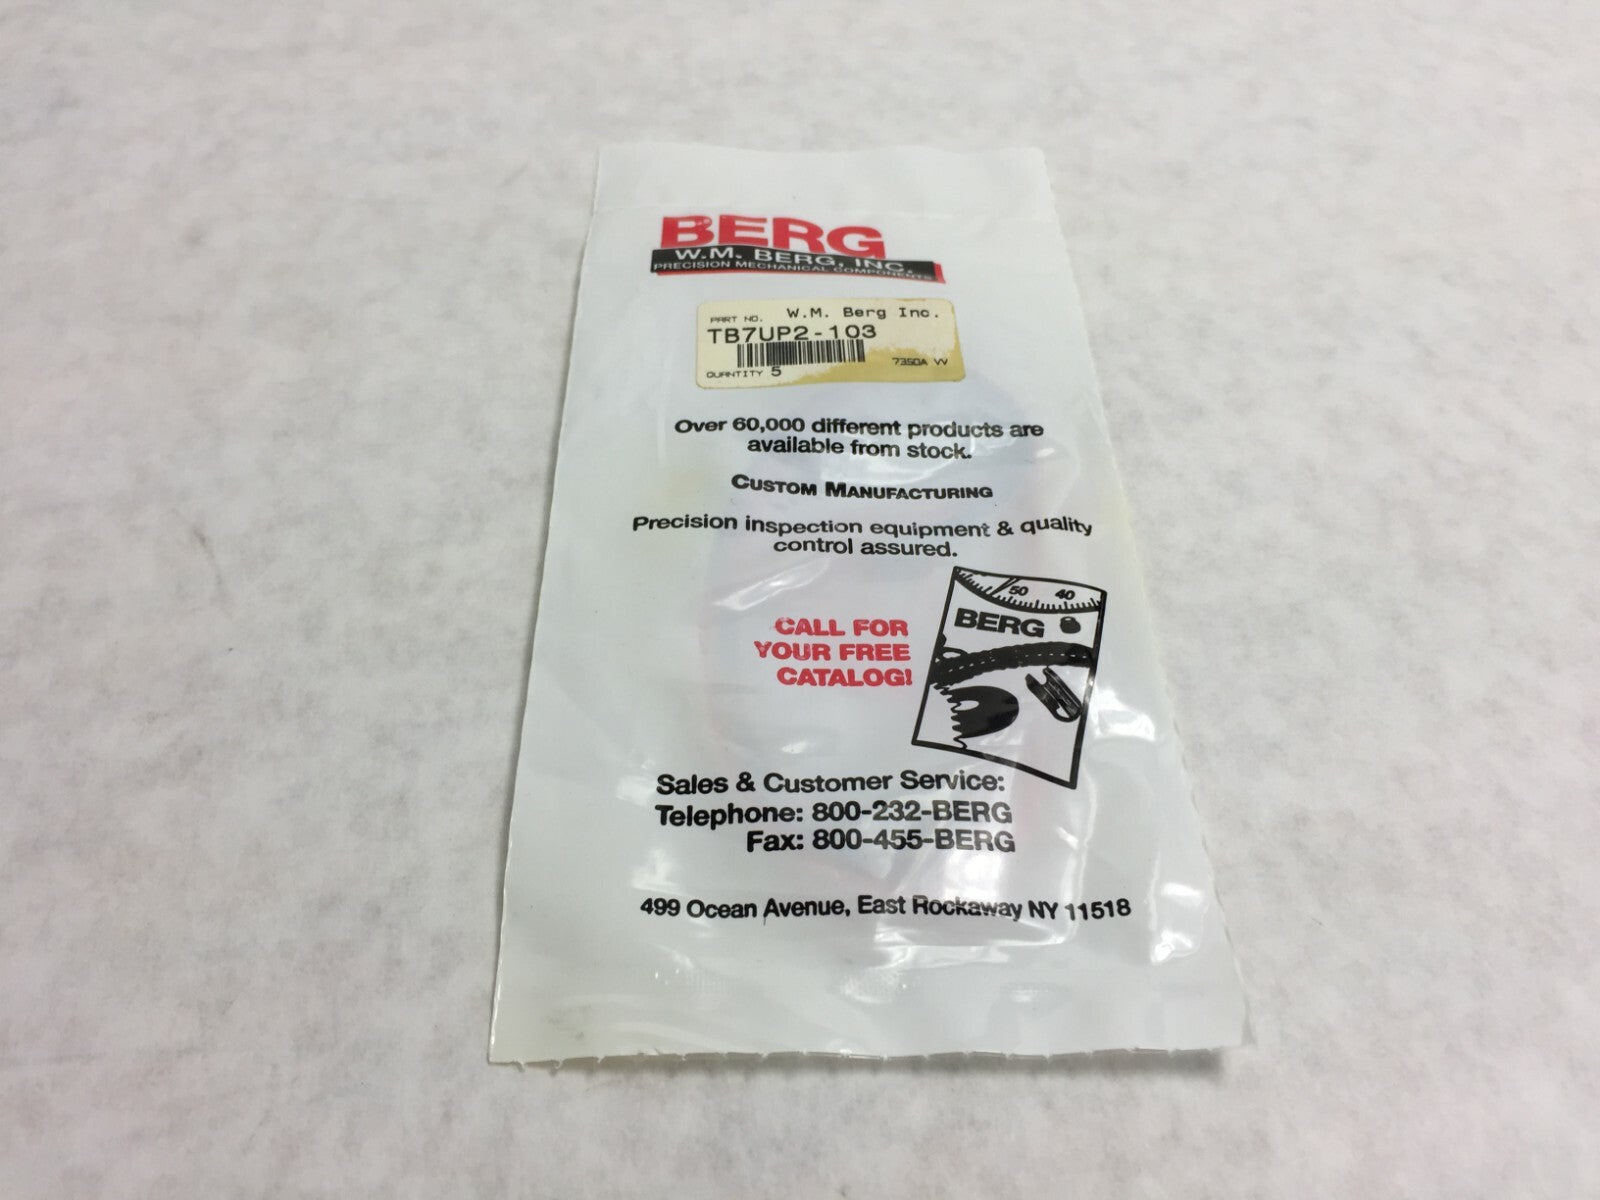 BERG
W.M. BERG, INC.
PRECISION MECHANICAL COMPONENTS
PART NO. W.M. Berg Inc.
TB7UP2-103
7350A VV
QUANTITY 5
Over 60,000 different products are
available from stock.
CUSTOM MANUFACTURING
Precision inspection equipment & quality
control assured.
50 40
BERG
CALL FOR
YOUR FREE
CATALOG!
Sales & Customer Service:
Telephone: 800-232-BERG
Fax: 800-455-BERG
499 Ocean Avenue, East Rockaway NY 11518